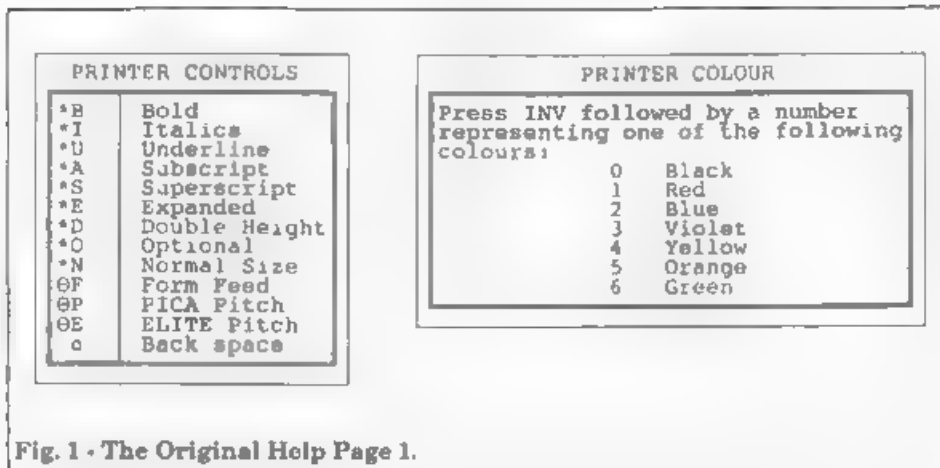 PRINTER CONTROLS
*B Bold
*I Italics
*U Underline
*A Subscript
*S Superscript
*E Expanded
*D Double Height
*O Optional
*N Normal Size
ΘF Form Feed
ΘP PICA Pitch
ΘE ELITE Pitch
o Back space
PRINTER COLOUR
Press INV followed by a number
representing one of the following
colours:
0 Black
1 Red
2 Blue
3 Violet
4 Yellow
5 Orange
6 Green
Fig. 1 - The Original Help Page 1.